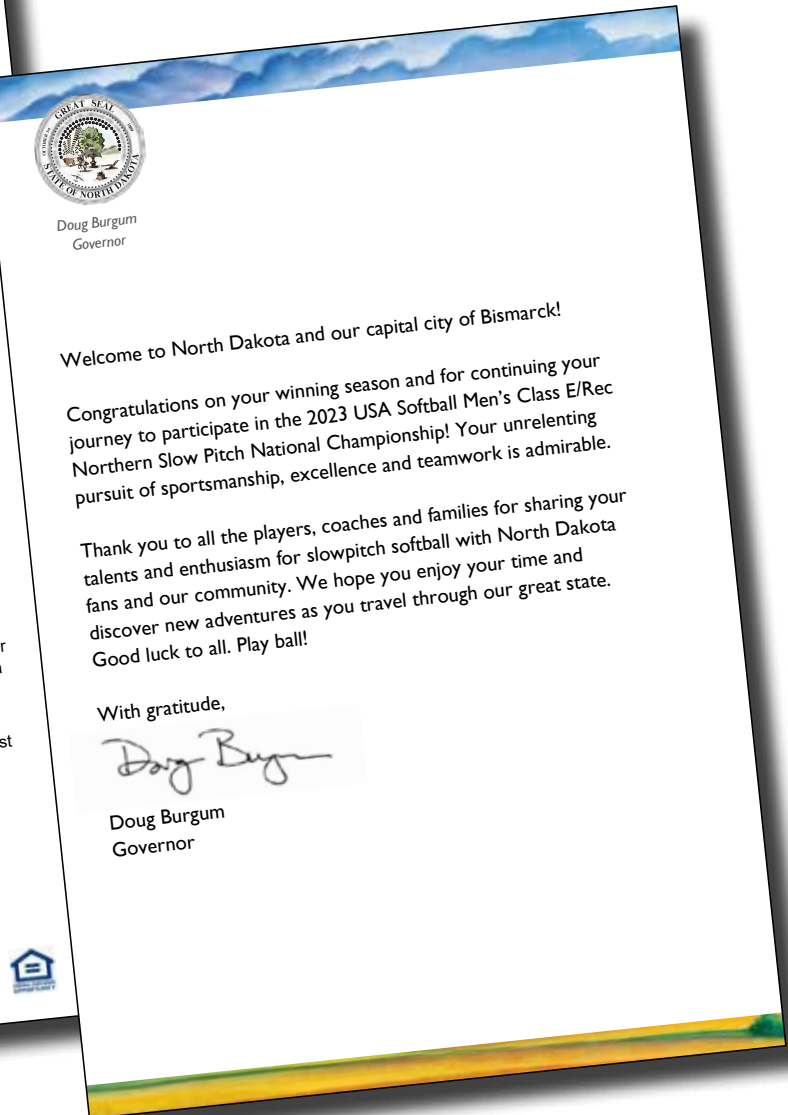 GREAT SEAL
STATE OF NORTH DAKOTA
Doug Burgum
Governor
Welcome to North Dakota and our capital city of Bismarck!
Congratulations on your winning season and for continuing your
journey to participate in the 2023 USA Softball Men's Class E/Rec
Northern Slow Pitch National Championship! Your unrelenting
pursuit of sportsmanship, excellence and teamwork is admirable.
Thank you to all the players, coaches and families for sharing your
talents and enthusiasm for slowpitch softball with North Dakota
fans and our community. We hope you enjoy your time and
discover new adventures as you travel through our great state.
Good luck to all. Play ball!
With gratitude,
Doug Burgum
Doug Burgum
Governor